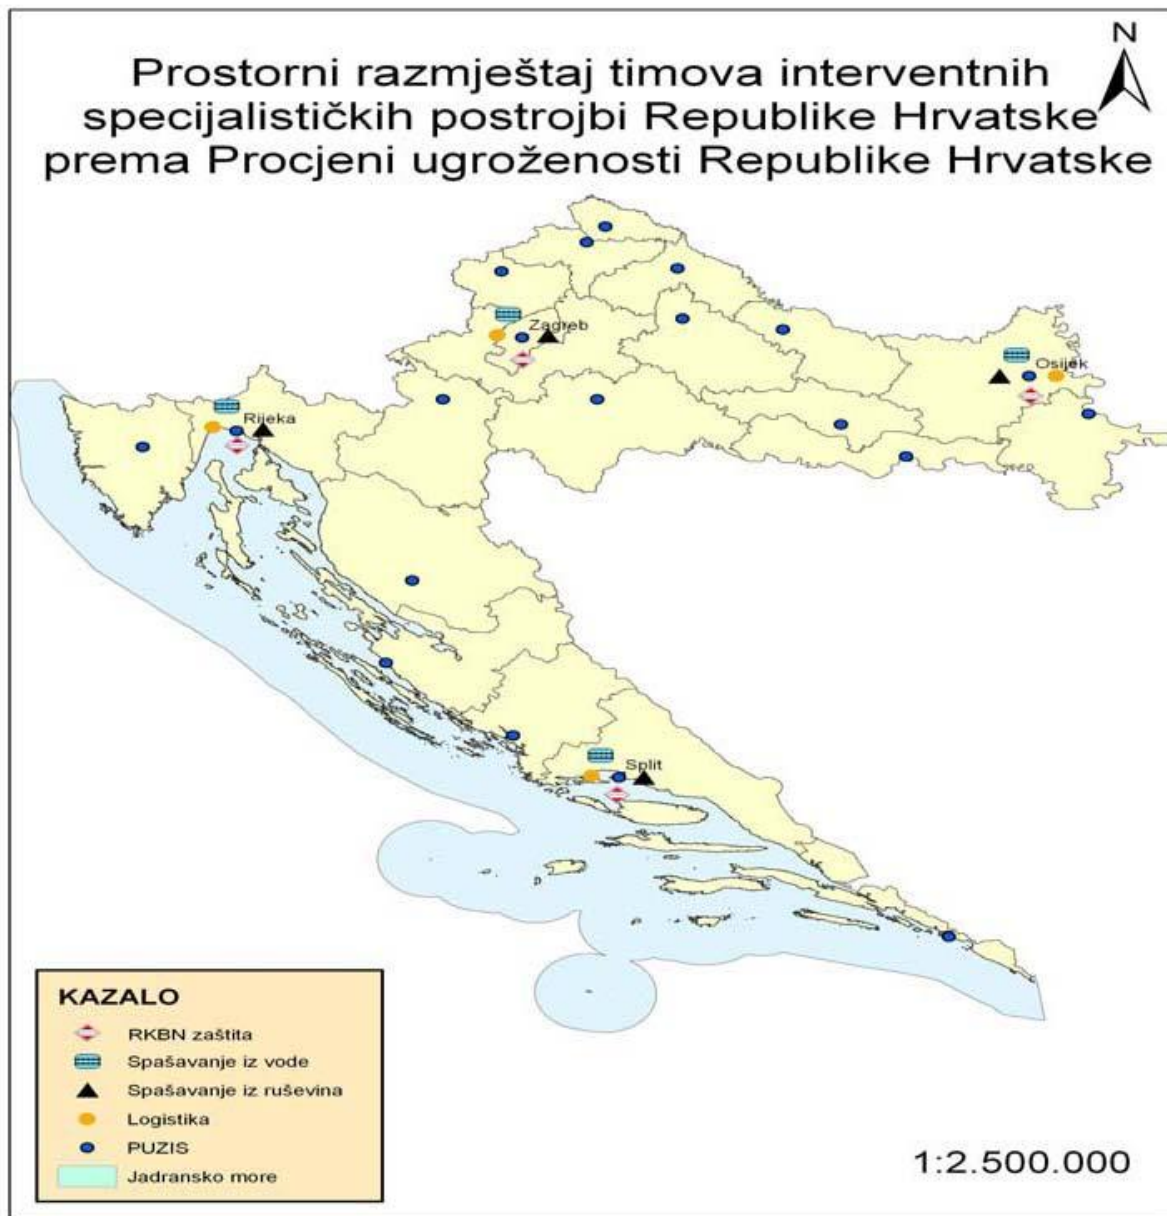 N
Prostorni razmještaj timova interventnih
specijalističkih postrojbi Republike Hrvatske
prema Procjeni ugroženosti Republike Hrvatske
Zagreb
Osijek
Rijeka
Split
KAZALO
RKBN zaštita
Spašavanje iz vode
Spašavanje iz ruševina
Logistika
PUZIS
Jadransko more
1:2.500.000